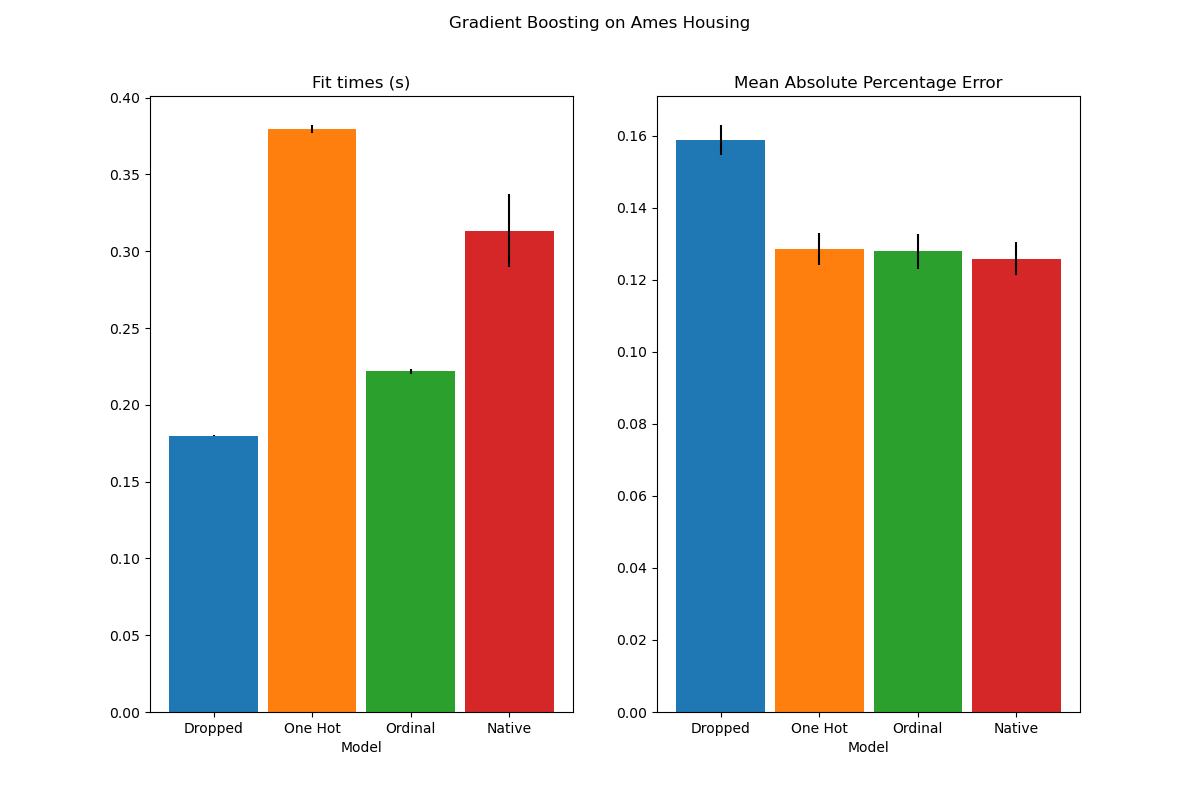 Gradient Boosting on Ames Housing
Fit times (s)
0.40
0.35
0.30
0.25
0.20
0.15
0.10
0.05
0.00
Dropped One Hot Ordinal Native
Model
Mean Absolute Percentage Error
0.16
0.14
0.12
0.10
0.08
0.06
0.04
0.02
0.00
Dropped One Hot Ordinal Native
Model